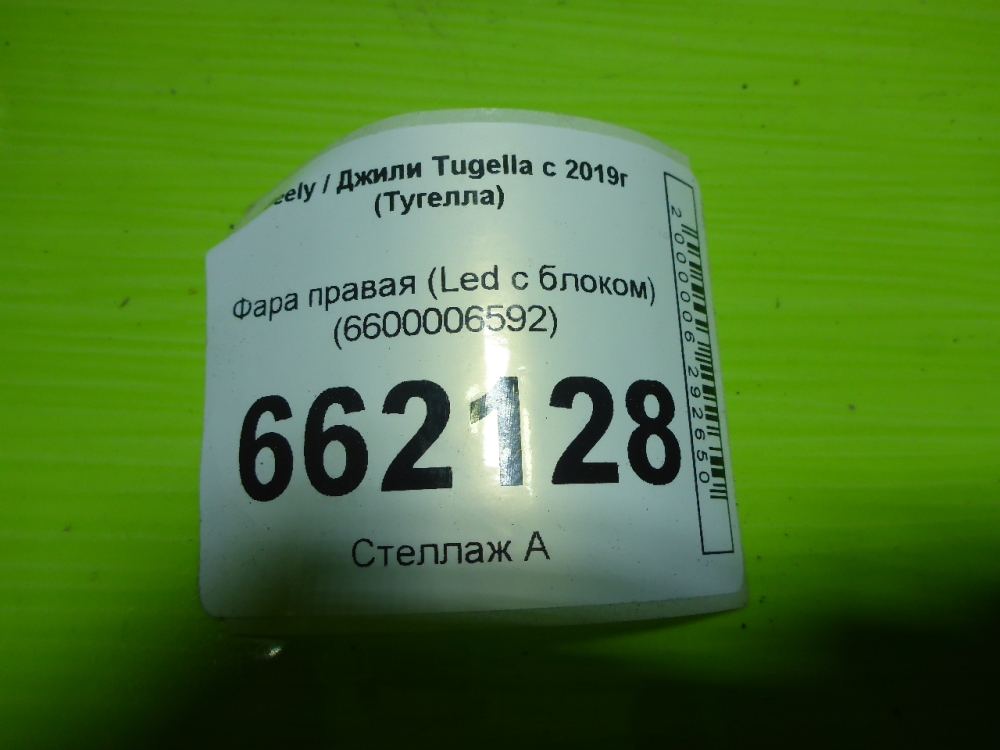 eely / Джили Tugella с 2019г
(Тугелла)
Фара правая (Led с блоком)
(6600006592)
662128
Стеллаж А
2000006292650